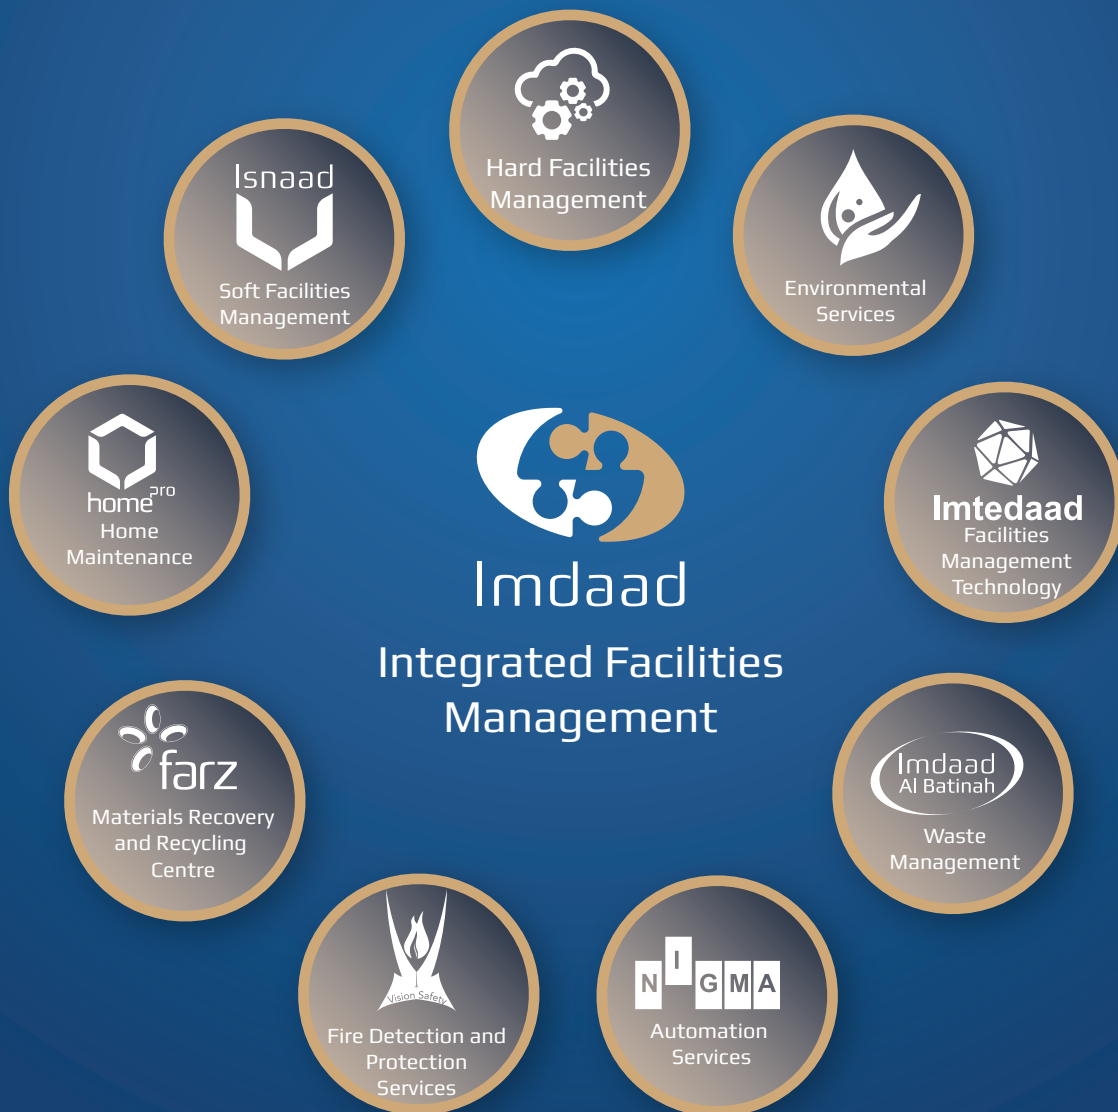 Hard Facilities
Management
Isnaad
Soft Facilities
Management
Environmental
Services
home pro
Home
Maintenance
Imtedaad
Facilities
Management
Technology
Imdaad
Integrated Facilities
Management
farz
Materials Recovery
and Recycling
Centre
Imdaad
Al Batinah
Waste
Management
Vision Safety
Fire Detection and
Protection
Services
NIGMA
Automation
Services